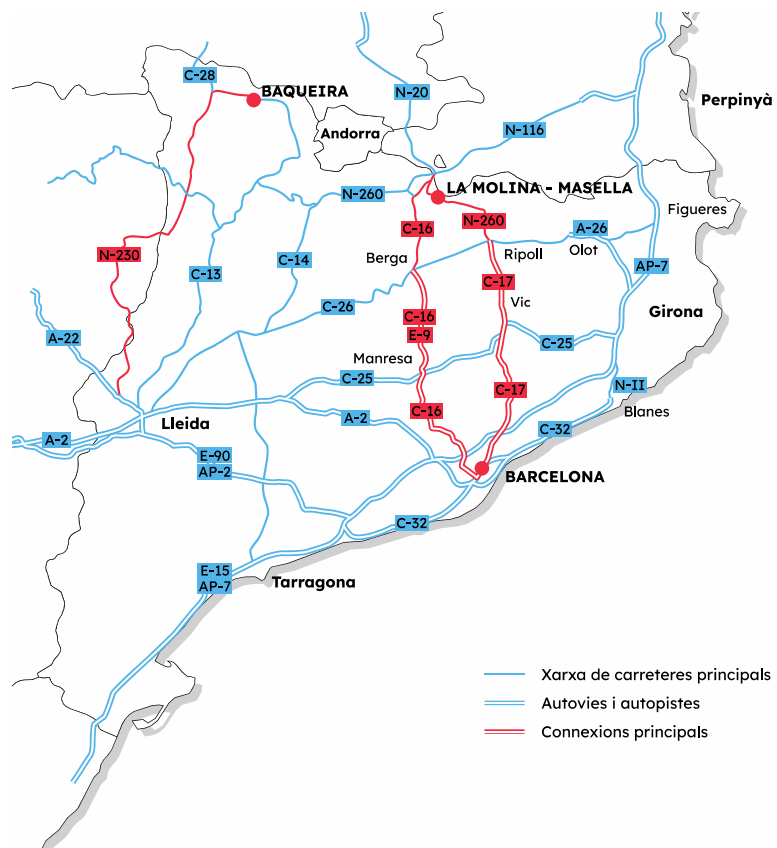 C-28
BAQUEIRA
N-20
Perpinyà
Andorra
N-116
LA MOLINA - MASELLA
N-260
N-260
Figueres
C-16
A-26
Berga
Ripoll
Olot
N-230
C-14
AP-7
C-13
C-17
Vic
C-26
Girona
C-16
E-9
A-22
C-25
Manresa
C-25
N-II
C-17
C-16
Blanes
A-2
Lleida
C-32
A-2
E-90
AP-2
BARCELONA
C-32
E-15
AP-7
Tarragona
Xarxa de carreteres principals
Autovies i autopistes
Connexions principals